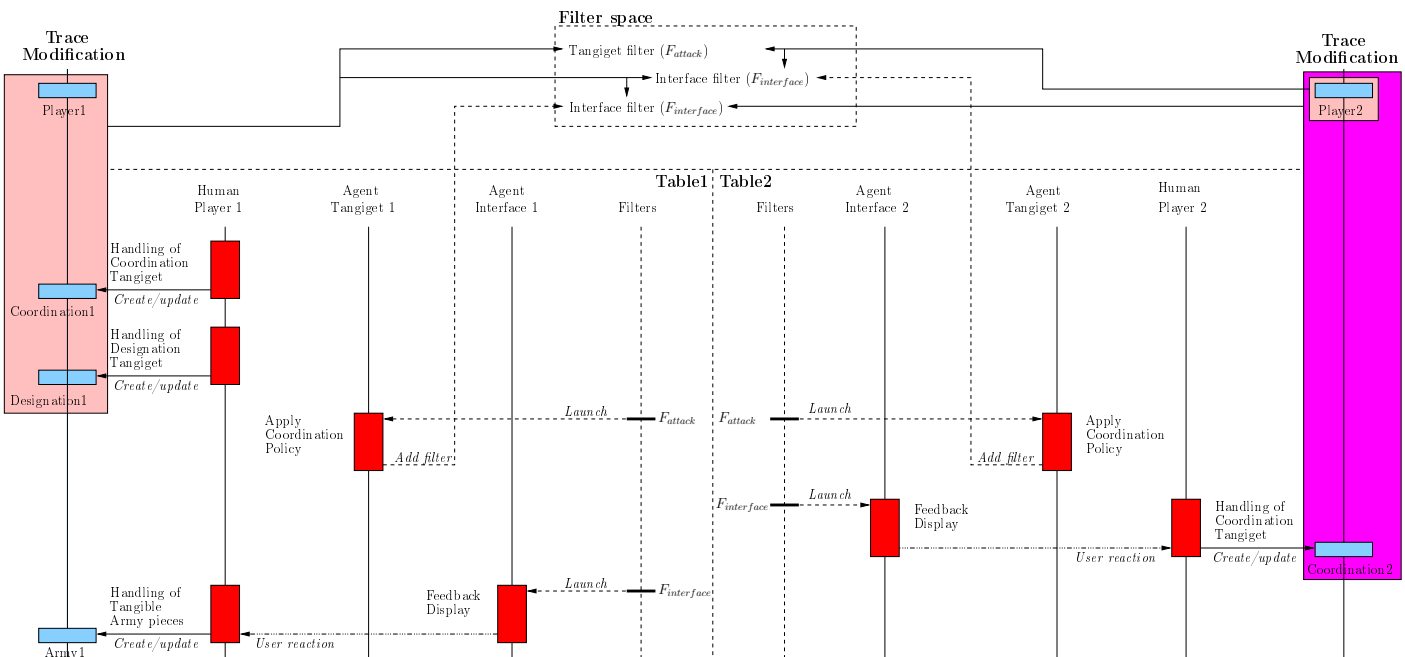 Filter space
Trace
Modification
Trace
Modification
Tangiget filter (F_attack)
Interface filter (F_interface)
Interface filter (F_interface)
Player1
Player2
Table1
Table2
Human
Player 1
Agent
Tangiget 1
Agent
Interface 1
Filters
Filters
Agent
Interface 2
Agent
Tangiget 2
Human
Player 2
Handling of
Coordination
Tangiget
Create/update
Coordination1
Handling of
Designation
Tangiget
Create/update
Designation1
Apply
Coordination
Policy
Launch
F_attack
Add filter
F_attack
Launch
Apply
Coordination
Policy
Add filter
F_interface
Launch
Feedback
Display
User reaction
Handling of
Coordination
Tangiget
Create/update
Coordination2
Launch
F_interface
Feedback
Display
User reaction
Handling of
Tangible
Army pieces
Create/update
Army1